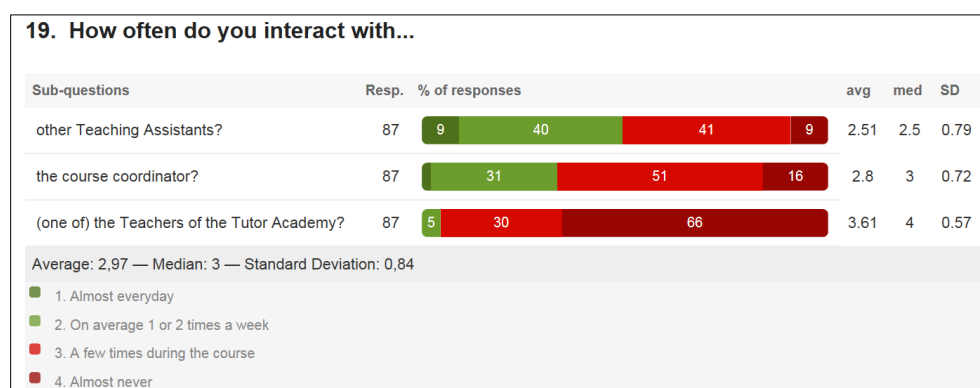 19. How often do you interact with...
Sub-questions Resp. % of responses avg med SD
other Teaching Assistants? 87 9 40 41 9 2.51 2.5 0.79
the course coordinator? 87 31 51 16 2.8 3 0.72
(one of) the Teachers of the Tutor Academy? 87 5 30 66 3.61 4 0.57
Average: 2,97 — Median: 3 — Standard Deviation: 0,84
1. Almost everyday
2. On average 1 or 2 times a week
3. A few times during the course
4. Almost never